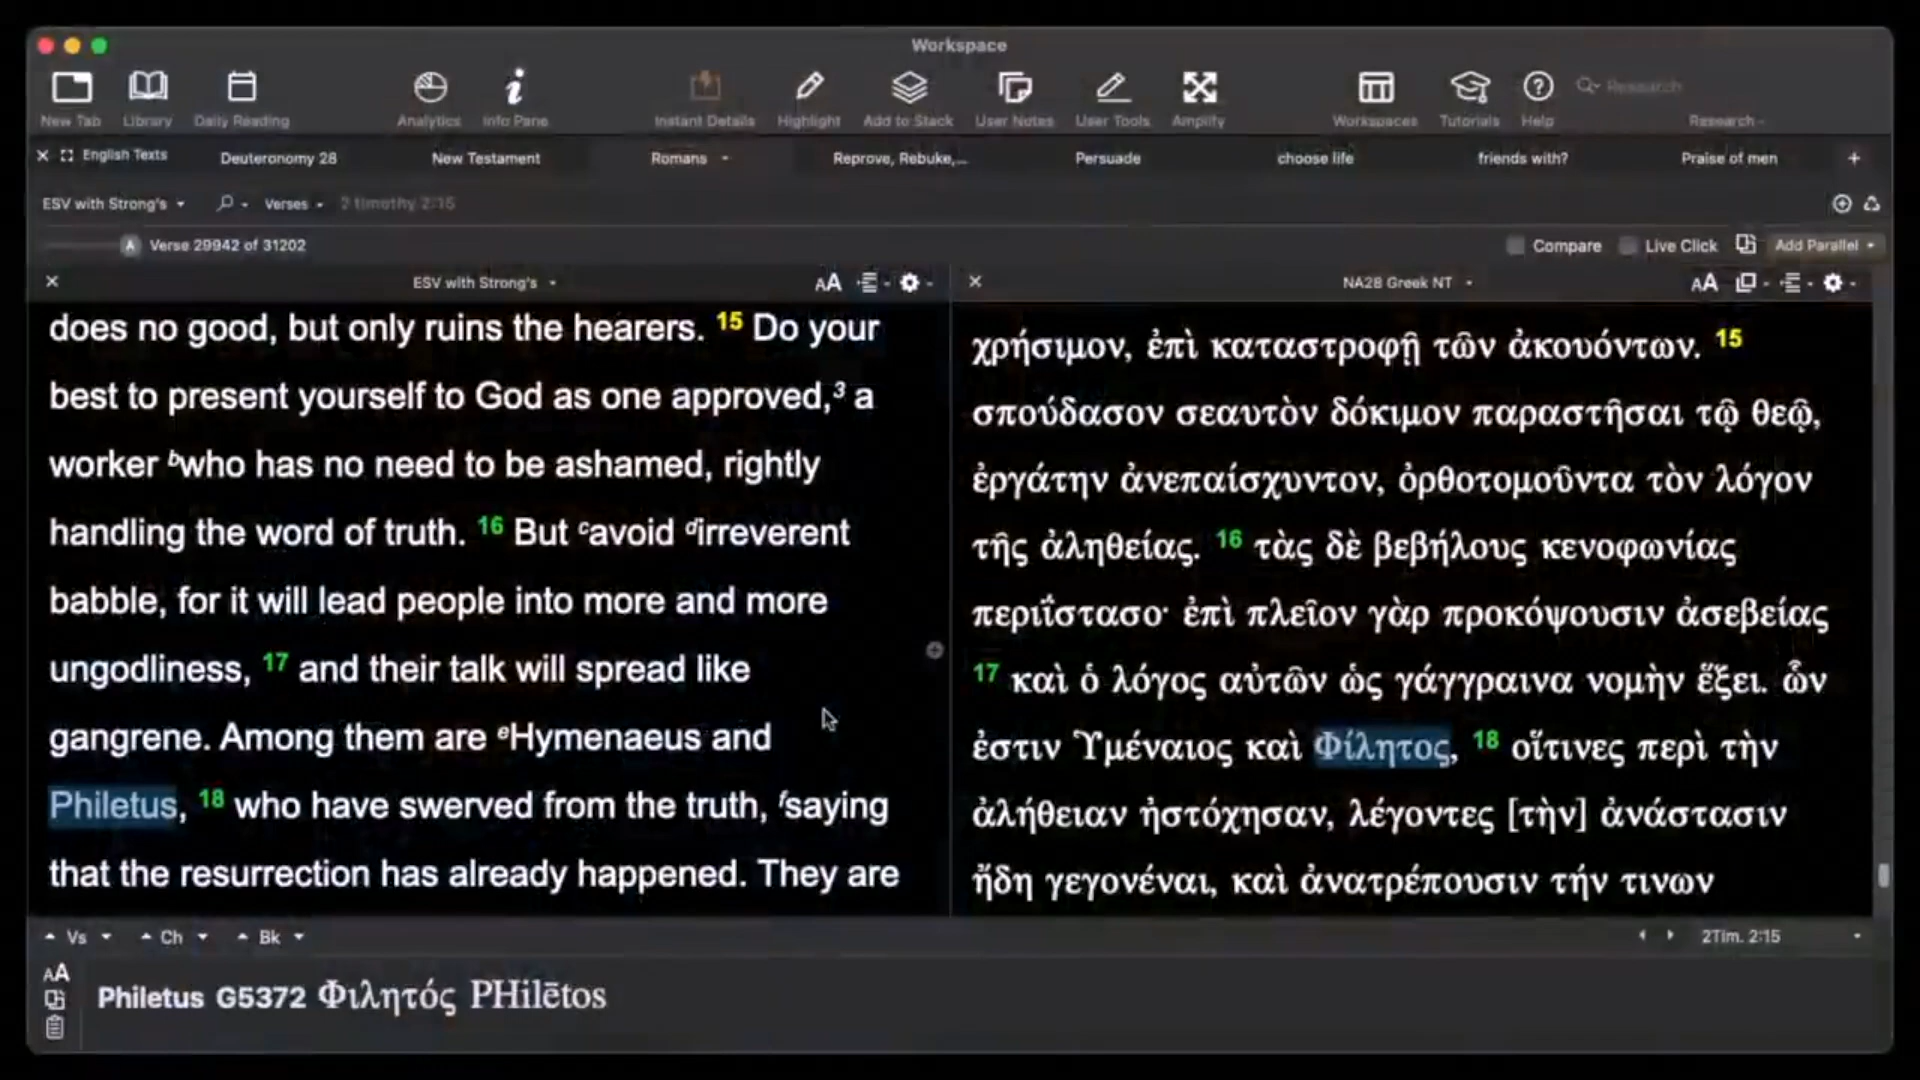 Workspace
New Tab Library Daily Reading Analytics Info Pane Instant Details Highlight Add to Stack User Notes User Tools Amplify Workspaces Tutorials Help Research
Research
English Texts Deuteronomy 28 New Testament Romans Reprove, Rebuke,... Persuade choose life friends with? Praise of men +
ESV with Strong's Verses 2 timothy 2:15
A Verse 29942 of 31202 Compare Live Click Add Parallel
ESV with Strong's AA
does no good, but only ruins the hearers. 15 Do your
best to present yourself to God as one approved,3 a
worker bwho has no need to be ashamed, rightly
handling the word of truth. 16 But cavoid dirreverent
babble, for it will lead people into more and more
ungodliness, 17 and their talk will spread like
gangrene. Among them are eHymenaeus and
Philetus, 18 who have swerved from the truth, fsaying
that the resurrection has already happened. They are
NA28 Greek NT AA
χρήσιμον, ἐπὶ καταστροφῇ τῶν ἀκουόντων. 15
σπούδασον σεαυτὸν δόκιμον παραστῆσαι τῷ θεῷ,
ἐργάτην ἀνεπαίσχυντον, ὀρθοτομοῦντα τὸν λόγον
τῆς ἀληθείας. 16 τὰς δὲ βεβήλους κενοφωνίας
περιΐστασο· ἐπὶ πλεῖον γὰρ προκόψουσιν ἀσεβείας
17 καὶ ὁ λόγος αὐτῶν ὡς γάγγραινα νομὴν ἕξει. ὧν
ἐστιν Ὑμέναιος καὶ Φίλητος, 18 οἵτινες περὶ τὴν
ἀλήθειαν ἠστόχησαν, λέγοντες [τὴν] ἀνάστασιν
ἤδη γεγονέναι, καὶ ἀνατρέπουσιν τήν τινων
Vs Ch Bk 2Tim. 2:15
AA
Philetus G5372 Φιλητός PHilētos